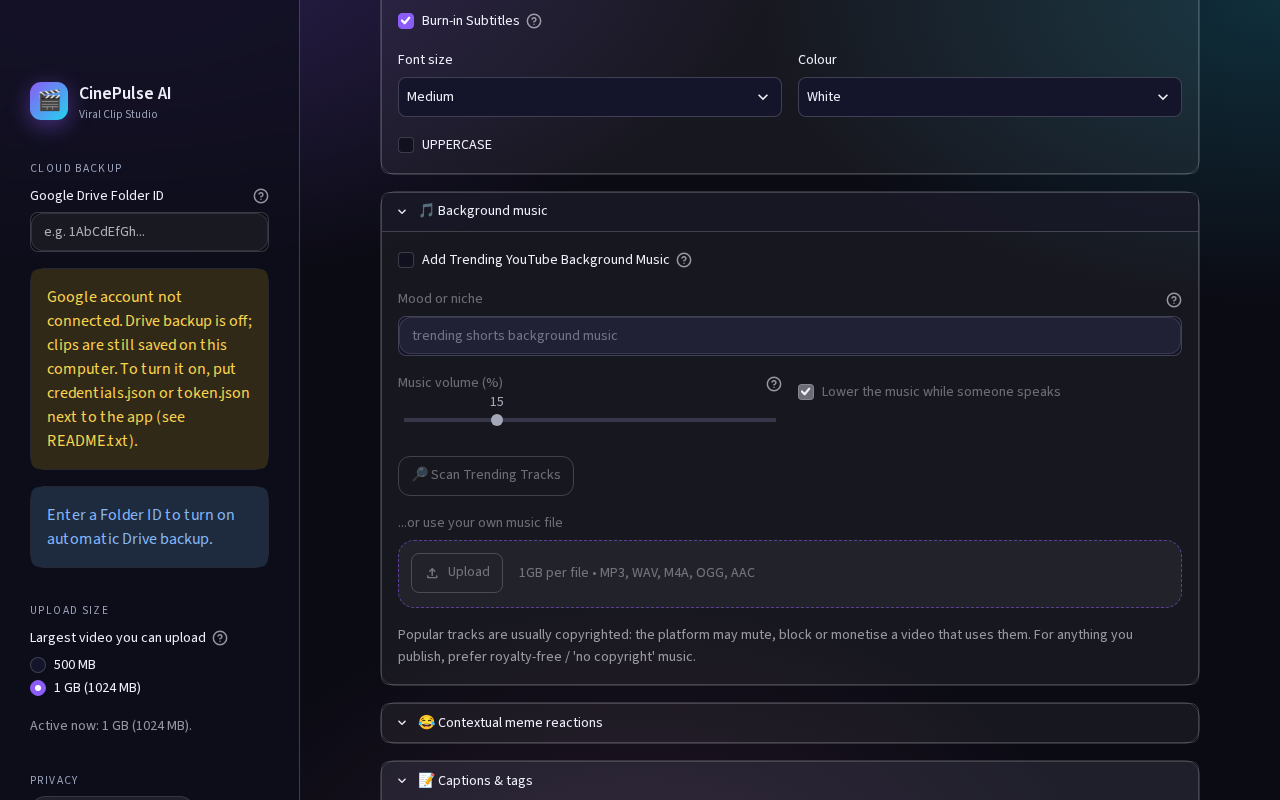 CinePulse AI
Viral Clip Studio
CLOUD BACKUP
Google Drive Folder ID
e.g. 1AbCdEfGh...
Google account not
connected. Drive backup is off;
clips are still saved on this
computer. To turn it on, put
credentials.json or token.json
next to the app (see
README.txt).
Enter a Folder ID to turn on
automatic Drive backup.
UPLOAD SIZE
Largest video you can upload
500 MB
1 GB (1024 MB)
Active now: 1 GB (1024 MB).
PRIVACY
Burn-in Subtitles
Font size
Medium
Colour
White
UPPERCASE
Background music
Add Trending YouTube Background Music
Mood or niche
trending shorts background music
Music volume (%)
15
Lower the music while someone speaks
Scan Trending Tracks
...or use your own music file
Upload
1GB per file • MP3, WAV, M4A, OGG, AAC
Popular tracks are usually copyrighted: the platform may mute, block or monetise a video that uses them. For anything you
publish, prefer royalty-free / 'no copyright' music.
Contextual meme reactions
Captions & tags